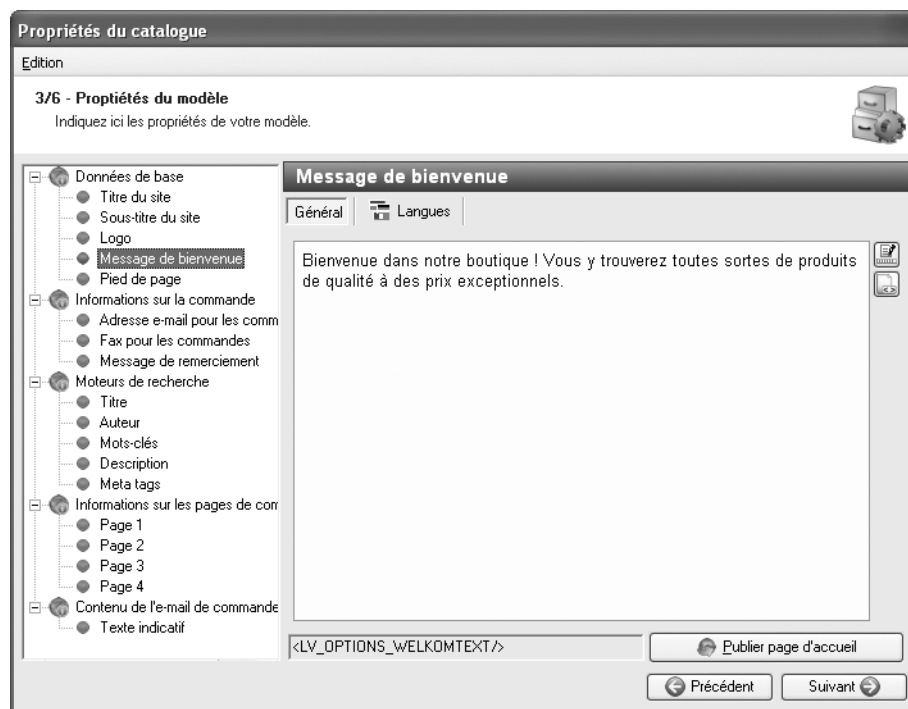 Propriétés du catalogue
Edition
3/6 - Proptiétés du modèle
Indiquez ici les propriétés de votre modèle.
Données de base
Titre du site
Sous-titre du site
Logo
Message de bienvenue
Pied de page
Informations sur la commande
Adresse e-mail pour les comm
Fax pour les commandes
Message de remerciement
Moteurs de recherche
Titre
Auteur
Mots-clés
Description
Meta tags
Informations sur les pages de com
Page 1
Page 2
Page 3
Page 4
Contenu de l'e-mail de commande
Texte indicatif
Message de bienvenue
Général Langues
Bienvenue dans notre boutique ! Vous y trouverez toutes sortes de produits
de qualité à des prix exceptionnels.
<LV_OPTIONS_WELKOMTEXT/>
Publier page d'accueil
Précédent Suivant